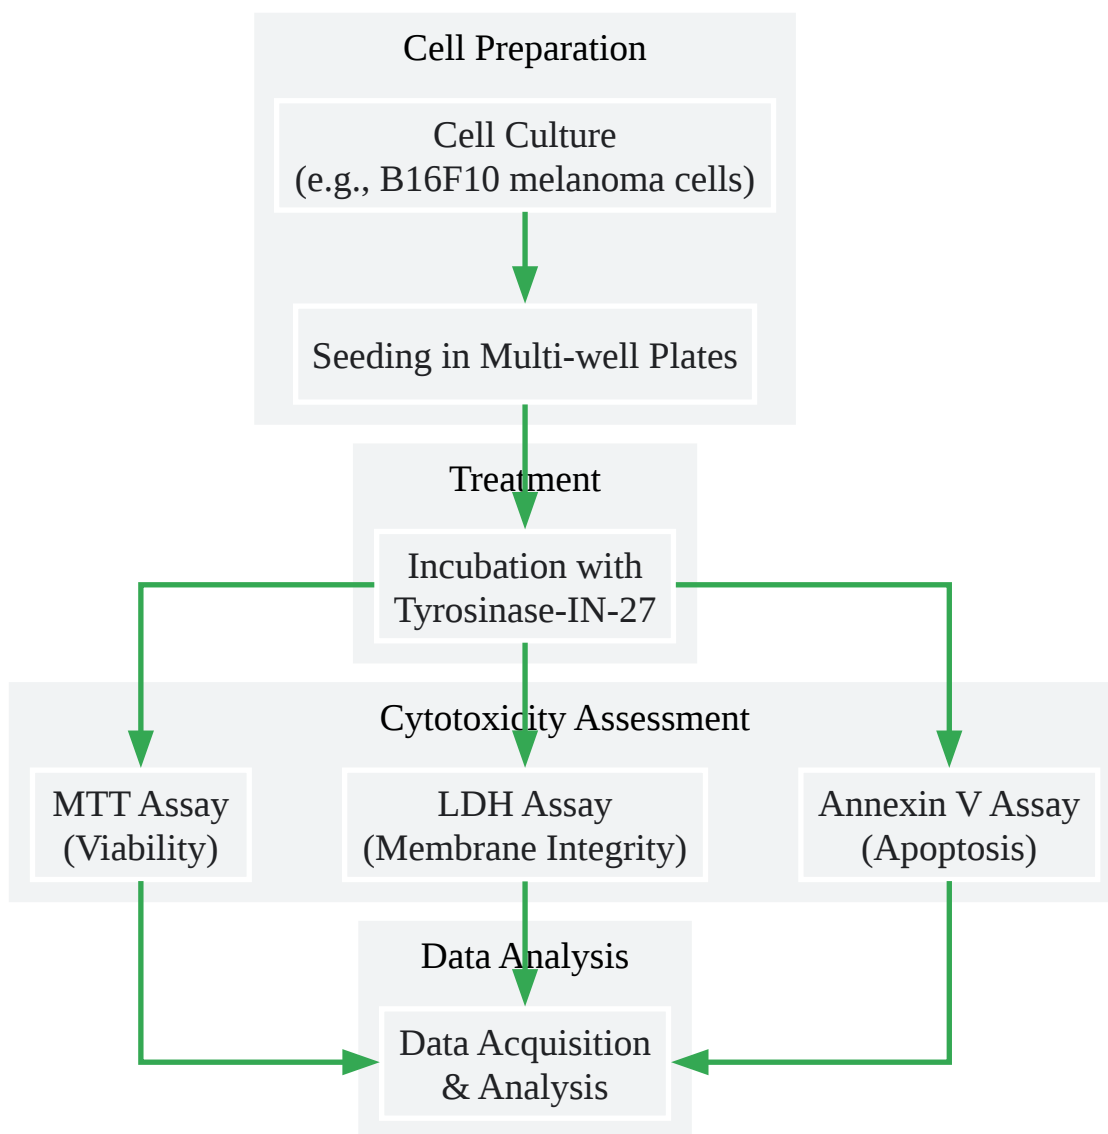 Cell Preparation
Cell Culture
(e.g., B16F10 melanoma cells)
Seeding in Multi-well Plates
Treatment
Incubation with
Tyrosinase-IN-27
Cytotoxicity Assessment
MTT Assay
(Viability)
LDH Assay
(Membrane Integrity)
Annexin V Assay
(Apoptosis)
Data Analysis
Data Acquisition
& Analysis